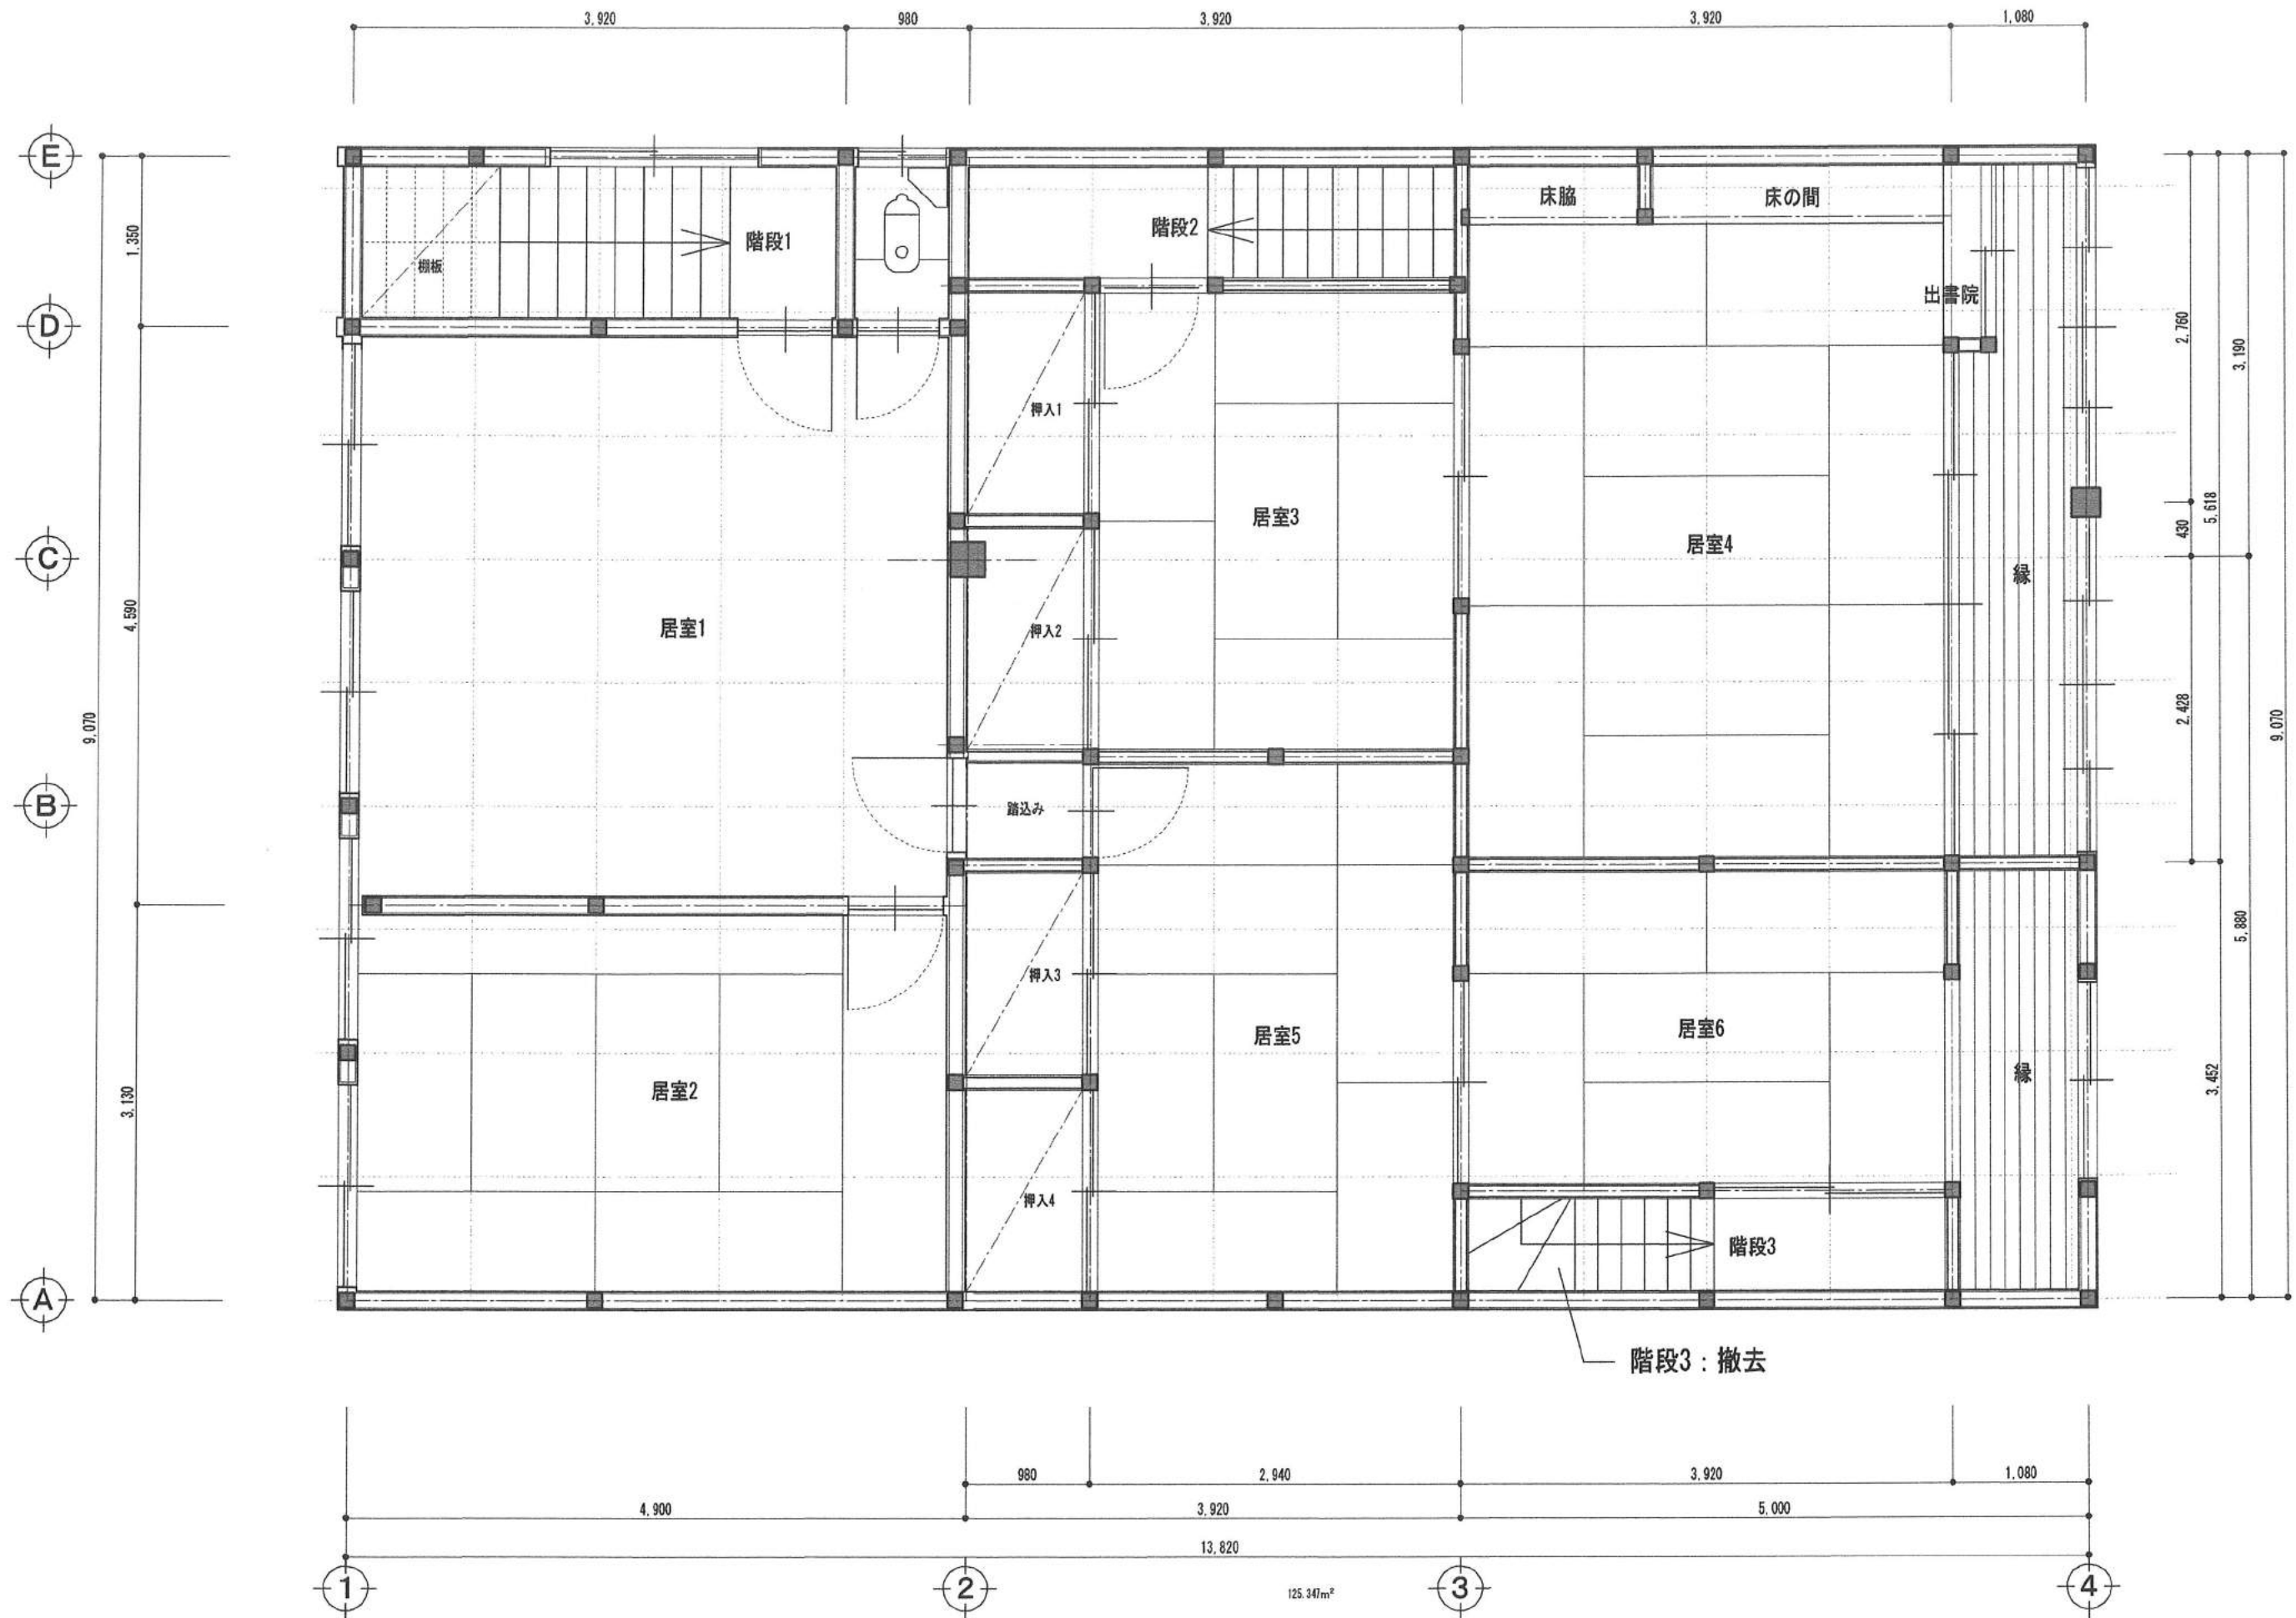 3,920
980
3,920
3,920
1,080
E
床脇
床の間
階段1
階段2
棚板
1,350
出書院
D
2,760
3,190
押入1
居室3
5,618
430
居室4
C
縁
4,590
居室1
押入2
9,070
2,428
9,070
B
踏込み
5,880
押入3
居室5
居室6
縁
3,452
居室2
3,130
押入4
階段3
A
階段3：撤去
980
2,940
3,920
1,080
4,900
3,920
5,000
13,820
1
2
125.347m²
3
4